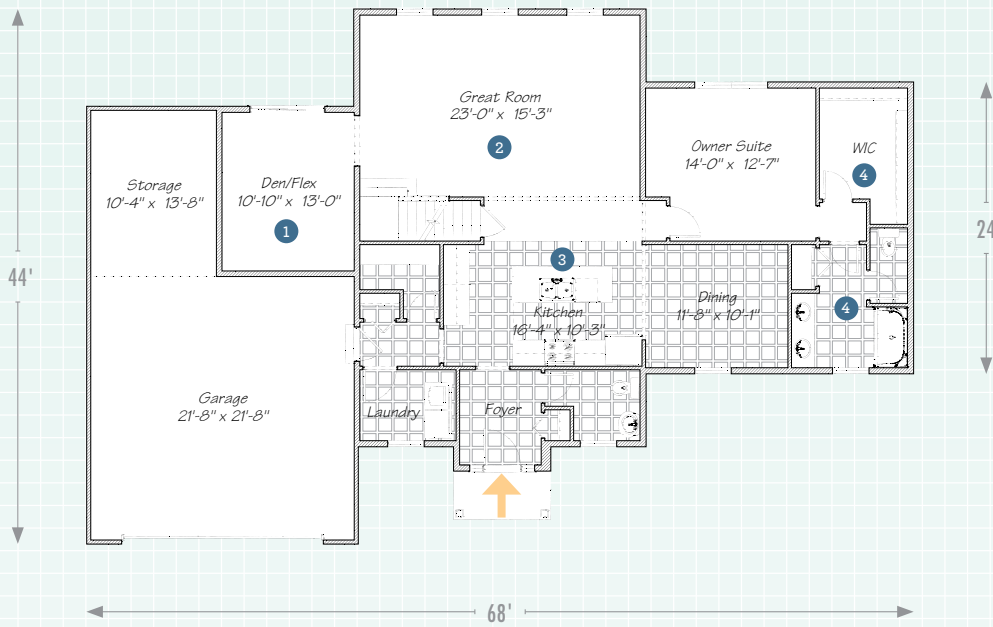 Great Room
23'-0" x 15'-3"
2
Owner Suite
14'-0" x 12'-7"
WIC
4
Storage
10'-4" x 13'-8"
Den/Flex
10'-10" x 13'-0"
1
44'
24
3
Kitchen
16'-4" x 10'-3"
Dining
11'-8" x 10'-1"
4
Garage
21'-8" x 21'-8"
Laundry
Foyer
68'